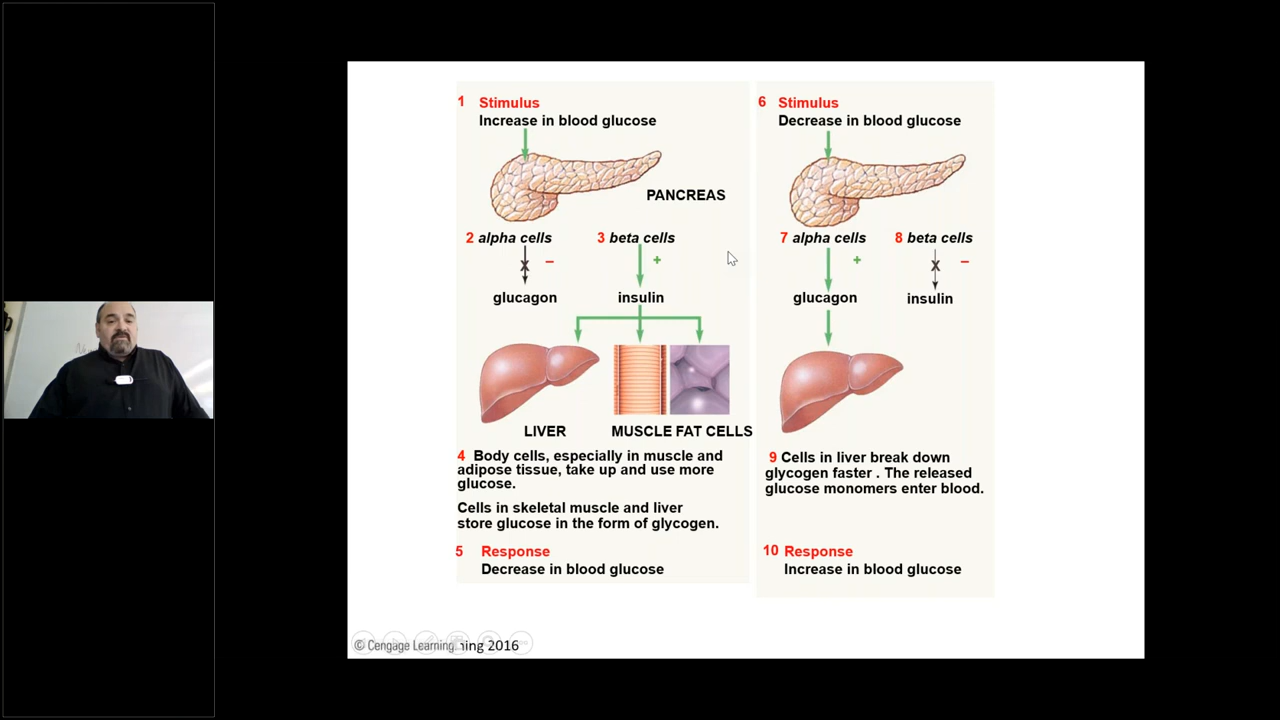 1 Stimulus
Increase in blood glucose
PANCREAS
2 alpha cells
3 beta cells
X −
+
glucagon
insulin
LIVER
MUSCLE FAT CELLS
4 Body cells, especially in muscle and
adipose tissue, take up and use more
glucose.
Cells in skeletal muscle and liver
store glucose in the form of glycogen.
5 Response
Decrease in blood glucose
6 Stimulus
Decrease in blood glucose
7 alpha cells
8 beta cells
+
X −
glucagon
insulin
9 Cells in liver break down
glycogen faster . The released
glucose monomers enter blood.
10 Response
Increase in blood glucose
© Cengage Learning 2016